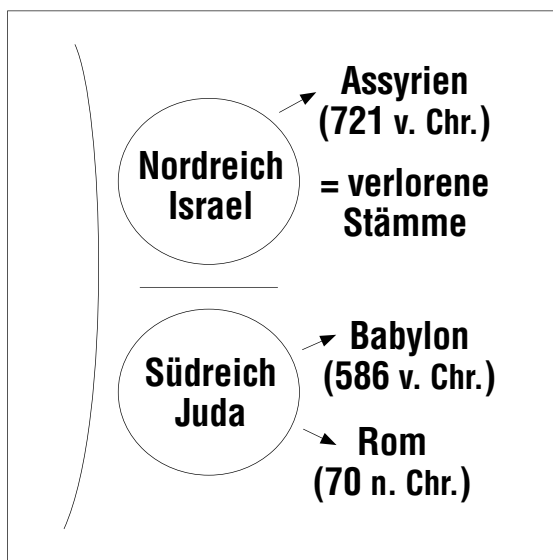 Assyrien
(721 v. Chr.)
Nordreich
Israel
= verlorene
Stämme
Südreich
Juda
Babylon
(586 v. Chr.)
Rom
(70 n. Chr.)